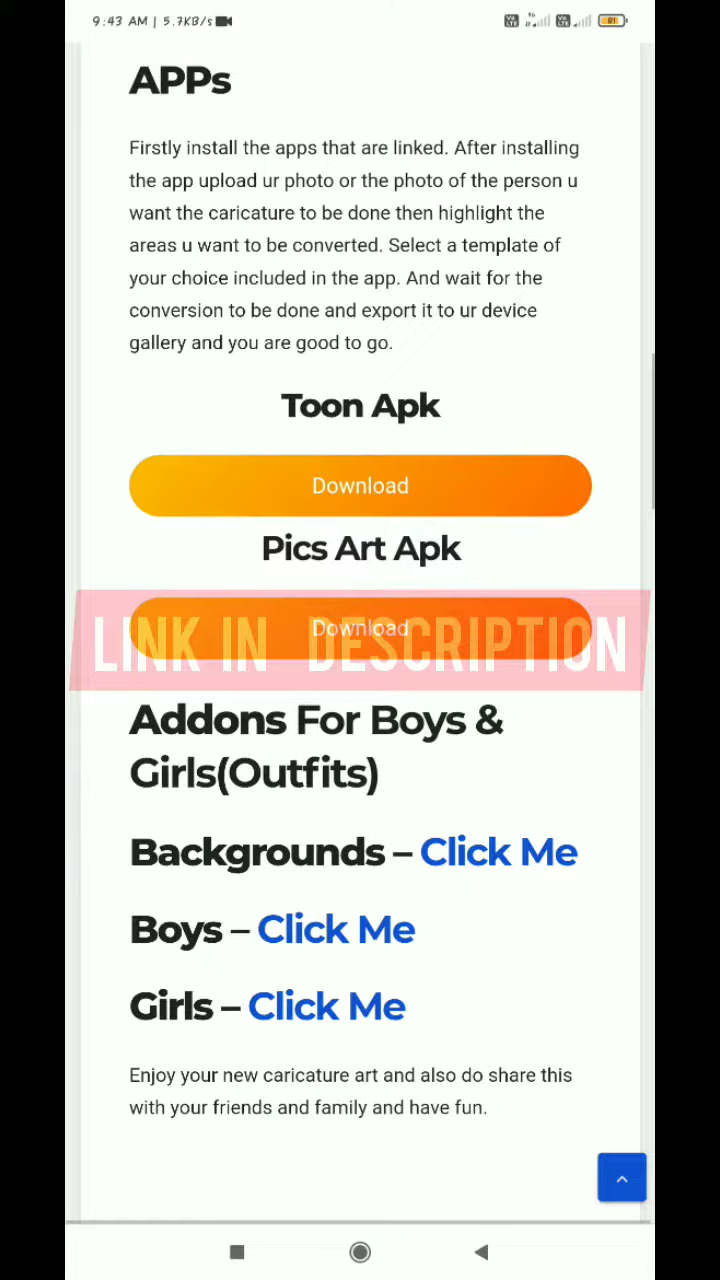 9:43 AM | 5.7KB/s
81
APPs
Firstly install the apps that are linked. After installing
the app upload ur photo or the photo of the person u
want the caricature to be done then highlight the
areas u want to be converted. Select a template of
your choice included in the app. And wait for the
conversion to be done and export it to ur device
gallery and you are good to go.
Toon Apk
Download
Pics Art Apk
Download
LINK IN DESCRIPTION
Addons For Boys &
Girls(Outfits)
Backgrounds – Click Me
Boys – Click Me
Girls – Click Me
Enjoy your new caricature art and also do share this
with your friends and family and have fun.